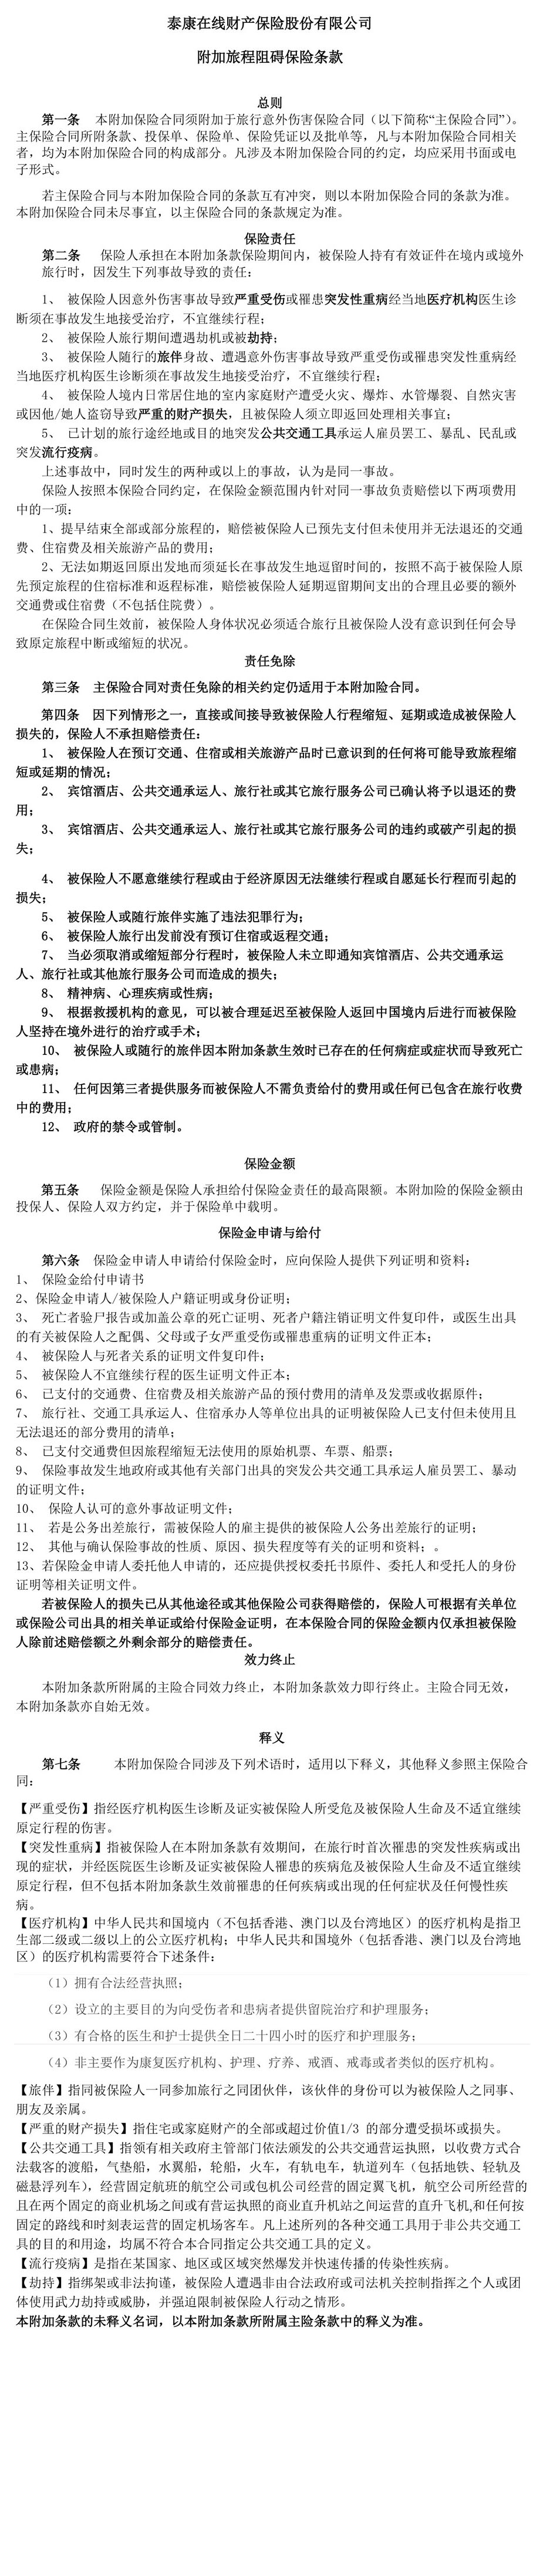 泰康在线财产保险股份有限公司
附加旅程阻碍保险条款
总则
第一条 本附加保险合同须附加于旅行意外伤害保险合同（以下简称“主保险合同”）。
主保险合同所附条款、投保单、保险单、保险凭证以及批单等，凡与本附加保险合同相关
者，均为本附加保险合同的构成部分。凡涉及本附加保险合同的约定，均应采用书面或电
子形式。
若主保险合同与本附加保险合同的条款互有冲突，则以本附加保险合同的条款为准。
本附加保险合同未尽事宜，以主保险合同的条款规定为准。
保险责任
第二条 保险人承担在本附加条款保险期间内，被保险人持有有效证件在境内或境外
旅行时，因发生下列事故导致的责任：
1、 被保险人因意外伤害事故导致严重受伤或罹患突发性重病经当地医疗机构医生诊
断须在事故发生地接受治疗，不宜继续行程；
2、 被保险人旅行期间遭遇劫机或被劫持；
3、 被保险人随行的旅伴身故、遭遇意外伤害事故导致严重受伤或罹患突发性重病经
当地医疗机构医生诊断须在事故发生地接受治疗，不宜继续行程；
4、 被保险人境内日常居住地的室内家庭财产遭受火灾、爆炸、水管爆裂、自然灾害
或因他/她人盗窃导致严重的财产损失，且被保险人须立即返回处理相关事宜；
5、 已计划的旅行途经地或目的地突发公共交通工具承运人雇员罢工、暴乱、民乱或
突发流行疫病。
上述事故中，同时发生的两种或以上的事故，认为是同一事故。
保险人按照本保险合同约定，在保险金额范围内针对同一事故负责赔偿以下两项费用
中的一项：
1、提早结束全部或部分旅程的，赔偿被保险人已预先支付但未使用并无法退还的交通
费、住宿费及相关旅游产品的费用；
2、无法如期返回原出发地而须延长在事故发生地逗留时间的，按照不高于被保险人原
先预定旅程的住宿标准和返程标准，赔偿被保险人延期逗留期间支出的合理且必要的额外
交通费或住宿费（不包括住院费）。
在保险合同生效前，被保险人身体状况必须适合旅行且被保险人没有意识到任何会导
致原定旅程中断或缩短的状况。
责任免除
第三条 主保险合同对责任免除的相关约定仍适用于本附加险合同。
第四条 因下列情形之一，直接或间接导致被保险人行程缩短、延期或造成被保险人
损失的，保险人不承担赔偿责任：
1、 被保险人在预订交通、住宿或相关旅游产品时已意识到的任何将可能导致旅程缩
短或延期的情况；
2、 宾馆酒店、公共交通承运人、旅行社或其它旅行服务公司已确认将予以退还的费
用；
3、 宾馆酒店、公共交通承运人、旅行社或其它旅行服务公司的违约或破产引起的损
失；
4、 被保险人不愿意继续行程或由于经济原因无法继续行程或自愿延长行程而引起的
损失；
5、 被保险人或随行旅伴实施了违法犯罪行为；
6、 被保险人旅行出发前没有预订住宿或返程交通；
7、 当必须取消或缩短部分行程时，被保险人未立即通知宾馆酒店、公共交通承运
人、旅行社或其他旅行服务公司而造成的损失；
8、 精神病、心理疾病或性病；
9、 根据救援机构的意见，可以被合理延迟至被保险人返回中国境内后进行而被保险
人坚持在境外进行的治疗或手术；
10、 被保险人或随行的旅伴因本附加条款生效时已存在的任何病症或症状而导致死亡
或患病；
11、 任何因第三者提供服务而被保险人不需负责给付的费用或任何已包含在旅行收费
中的费用；
12、 政府的禁令或管制。
保险金额
第五条 保险金额是保险人承担给付保险金责任的最高限额。本附加险的保险金额由
投保人、保险人双方约定，并于保险单中载明。
保险金申请与给付
第六条 保险金申请人申请给付保险金时，应向保险人提供下列证明和资料：
1、 保险金给付申请书
2、保险金申请人/被保险人户籍证明或身份证明；
3、 死亡者验尸报告或加盖公章的死亡证明、死者户籍注销证明文件复印件，或医生出具
的有关被保险人之配偶、父母或子女严重受伤或罹患重病的证明文件正本；
4、 被保险人与死者关系的证明文件复印件；
5、 被保险人不宜继续行程的医生证明文件正本；
6、 已支付的交通费、住宿费及相关旅游产品的预付费用的清单及发票或收据原件；
7、 旅行社、交通工具承运人、住宿承办人等单位出具的证明被保险人已支付但未使用且
无法退还的部分费用的清单；
8、 已支付交通费但因旅程缩短无法使用的原始机票、车票、船票；
9、 保险事故发生地政府或其他有关部门出具的突发公共交通工具承运人雇员罢工、暴动
的证明文件；
10、 保险人认可的意外事故证明文件；
11、 若是公务出差旅行，需被保险人的雇主提供的被保险人公务出差旅行的证明；
12、 其他与确认保险事故的性质、原因、损失程度等有关的证明和资料；。
13、若保险金申请人委托他人申请的，还应提供授权委托书原件、委托人和受托人的身份
证明等相关证明文件。
若被保险人的损失已从其他途径或其他保险公司获得赔偿的，保险人可根据有关单位
或保险公司出具的相关单证或给付保险金证明，在本保险合同的保险金额内仅承担被保险
人除前述赔偿额之外剩余部分的赔偿责任。
效力终止
本附加条款所附属的主险合同效力终止，本附加条款效力即行终止。主险合同无效，
本附加条款亦自始无效。
释义
第七条 本附加保险合同涉及下列术语时，适用以下释义，其他释义参照主保险合
同：
【严重受伤】指经医疗机构医生诊断及证实被保险人所受危及被保险人生命及不适宜继续
原定行程的伤害。
【突发性重病】指被保险人在本附加条款有效期间，在旅行时首次罹患的突发性疾病或出
现的症状，并经医院医生诊断及证实被保险人罹患的疾病危及被保险人生命及不适宜继续
原定行程，但不包括本附加条款生效前罹患的任何疾病或出现的任何症状及任何慢性疾
病。
【医疗机构】中华人民共和国境内（不包括香港、澳门以及台湾地区）的医疗机构是指卫
生部二级或二级以上的公立医疗机构；中华人民共和国境外（包括香港、澳门以及台湾地
区）的医疗机构需要符合下述条件：
（1）拥有合法经营执照；
（2）设立的主要目的为向受伤者和患病者提供留院治疗和护理服务；
（3）有合格的医生和护士提供全日二十四小时的医疗和护理服务；
（4）非主要作为康复医疗机构、护理、疗养、戒酒、戒毒或者类似的医疗机构。
【旅伴】指同被保险人一同参加旅行之同团伙伴，该伙伴的身份可以为被保险人之同事、
朋友及亲属。
【严重的财产损失】指住宅或家庭财产的全部或超过价值1/3 的部分遭受损坏或损失。
【公共交通工具】指领有相关政府主管部门依法颁发的公共交通营运执照，以收费方式合
法载客的渡船，气垫船，水翼船，轮船，火车，有轨电车，轨道列车（包括地铁、轻轨及
磁悬浮列车），经营固定航班的航空公司或包机公司经营的固定翼飞机，航空公司所经营的
且在两个固定的商业机场之间或有营运执照的商业直升机站之间运营的直升飞机,和任何按
固定的路线和时刻表运营的固定机场客车。凡上述所列的各种交通工具用于非公共交通工
具的目的和用途，均属不符合本合同指定公共交通工具的定义。
【流行疫病】是指在某国家、地区或区域突然爆发并快速传播的传染性疾病。
【劫持】指绑架或非法拘谨，被保险人遭遇非由合法政府或司法机关控制指挥之个人或团
体使用武力劫持或威胁，并强迫限制被保险人行动之情形。
本附加条款的未释义名词，以本附加条款所附属主险条款中的释义为准。